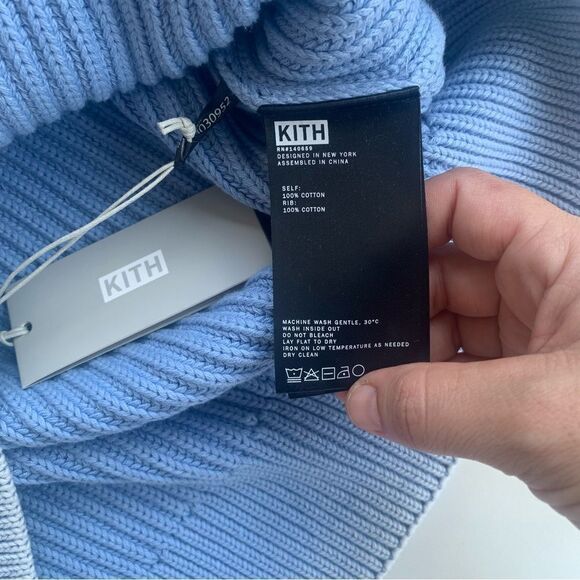 KITH
RN#140659
DESIGNED IN NEW YORK
ASSEMBLED IN CHINA
SELF:
100% COTTON
RIB:
100% COTTON
MACHINE WASH GENTLE, 30°C
WASH INSIDE OUT
DO NOT BLEACH
LAY FLAT TO DRY
IRON ON LOW TEMPERATURE AS NEEDED
DRY CLEAN
KITH
030952